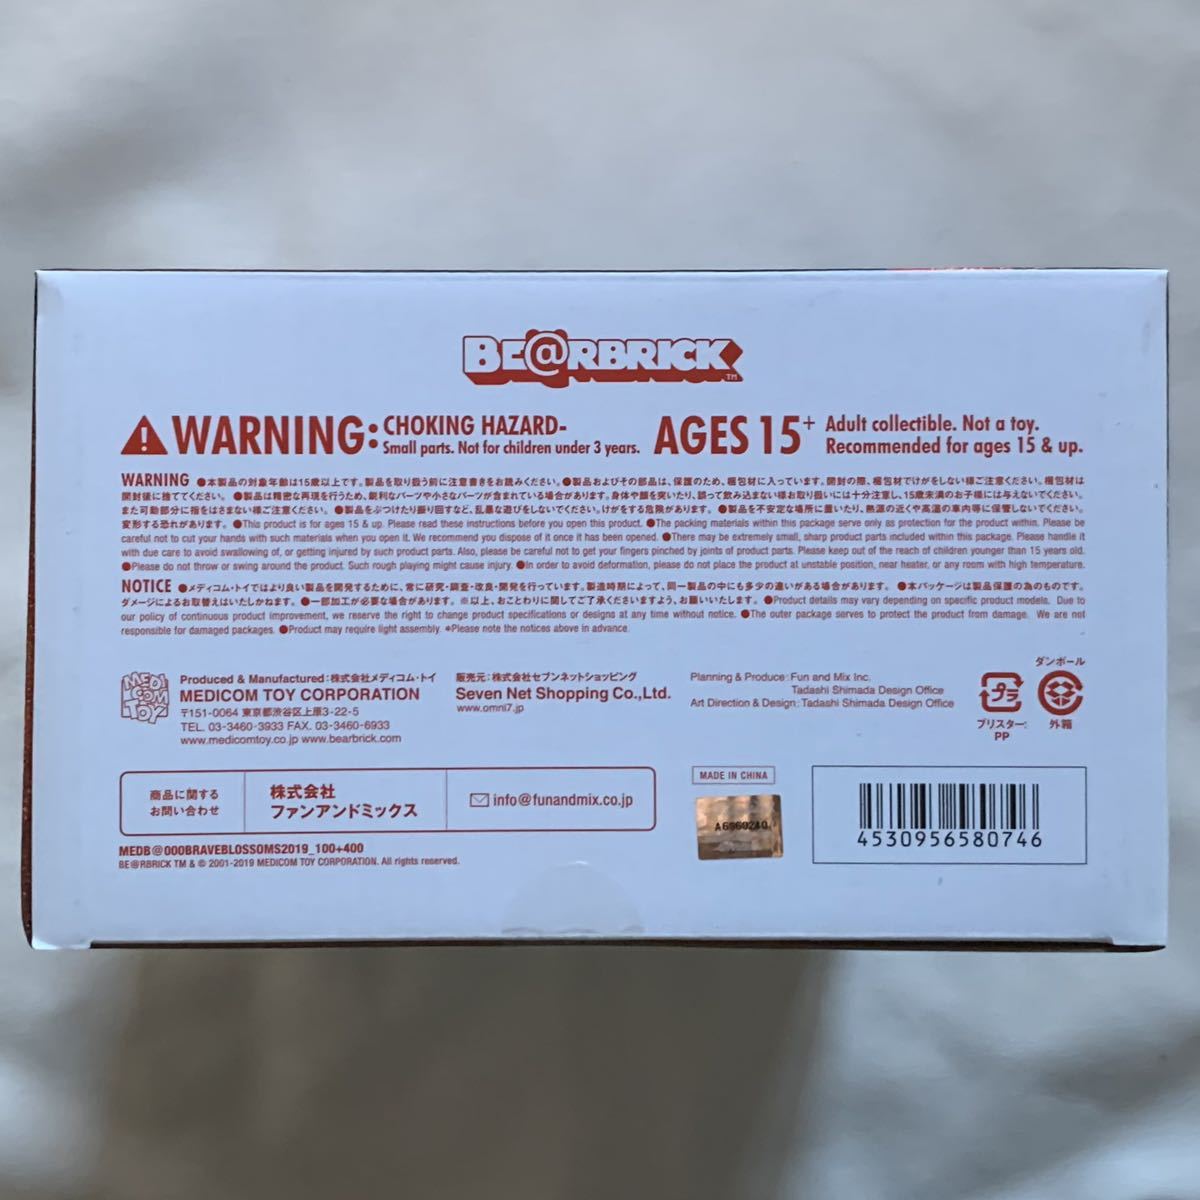 BE@RBRICK™
WARNING: CHOKING HAZARD-
Small parts. Not for children under 3 years.
AGES 15+ Adult collectible. Not a toy.
Recommended for ages 15 & up.
WARNING ●本製品の対象年齢は15歳以上です。製品を取り扱う前に注意書きをお読みください。●製品およびその部品は、保護のため、梱包材に入っています。開封の際、梱包材でけがをしない様ご注意ください。梱包材は
開封後に捨ててください。 ●製品は精密な再現を行うため、鋭利なパーツや小さなパーツが含まれている場合があります。身体や顔を突いたり、誤って飲み込まない様お取り扱いには十分注意し、15歳未満のお子様には与えないでください。
また可動部分に指をはさまない様ご注意ください。 ●製品をぶつけたり振り回すなど、乱暴な遊びをしないでください。けがをする危険があります。 ●製品を不安定な場所に置いたり、熱源の近くや高温の車内等に保管しないでください。
変形する恐れがあります。 ●This product is for ages 15 & up. Please read these instructions before you open this product. ●The packing materials within this package serve only as protection for the product within. Please be
careful not to cut your hands with such materials when you open it. We recommend you dispose of it once it has been opened. ●There may be extremely small, sharp product parts included within this package. Please handle it
with due care to avoid swallowing of, or getting injured by such product parts. Also, please be careful not to get your fingers pinched by joints of product parts. Please keep out of the reach of children younger than 15 years old.
●Please do not throw or swing around the product. Such rough playing might cause injury. ●In order to avoid deformation, please do not place the product at unstable position, near heater, or any room with high temperature.
NOTICE ●メディコム・トイではより良い製品を開発するために、常に研究・調査・改良・開発を行っています。製造時期によって、同一製品の中にも多少の違いがある場合があります。 ●本パッケージは製品保護の為のものです。
ダメージによるお取替えはいたしかねます。 ●一部加工が必要な場合があります。 ※以上、おことわりに関してご了承くださいますよう、お願いいたします。 ●Product details may vary depending on specific product models. Due to
our policy of continuous product improvement, we reserve the right to change product specifications or designs at any time without notice. ●The outer package serves to protect the product from damage. We are not
responsible for damaged packages. ●Product may require light assembly. *Please note the notices above in advance.
MEDI
COM
TOY
Produced & Manufactured:株式会社メディコム・トイ
MEDICOM TOY CORPORATION
〒151-0064 東京都渋谷区上原3-22-5
TEL. 03-3460-3933 FAX. 03-3460-6933
www.medicomtoy.co.jp www.bearbrick.com
販売元:株式会社セブンネットショッピング
Seven Net Shopping Co.,Ltd.
www.omni7.jp
Planning & Produce:Fun and Mix Inc.
Tadashi Shimada Design Office
Art Direction & Design:Tadashi Shimada Design Office
プラ
ブリスター:
PP
ダンボール
外箱
商品に関する
お問い合わせ
株式会社
ファンアンドミックス
info@funandmix.co.jp
MADE IN CHINA
4530956580746
MEDB@000BRAVEBLOSSOMS2019_100+400
BE@RBRICK TM & © 2001-2019 MEDICOM TOY CORPORATION. All rights reserved.